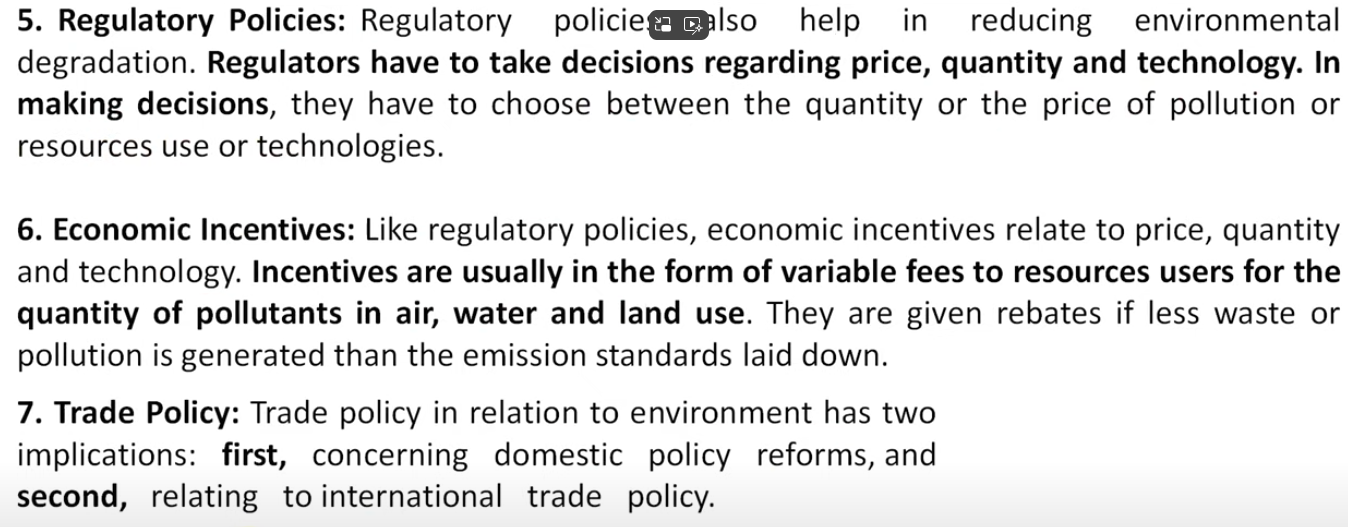 5. Regulatory Policies: Regulatory policies also help in reducing environmental
degradation. Regulators have to take decisions regarding price, quantity and technology. In
making decisions, they have to choose between the quantity or the price of pollution or
resources use or technologies.
6. Economic Incentives: Like regulatory policies, economic incentives relate to price, quantity
and technology. Incentives are usually in the form of variable fees to resources users for the
quantity of pollutants in air, water and land use. They are given rebates if less waste or
pollution is generated than the emission standards laid down.
7. Trade Policy: Trade policy in relation to environment has two
implications: first, concerning domestic policy reforms, and
second, relating to international trade policy.